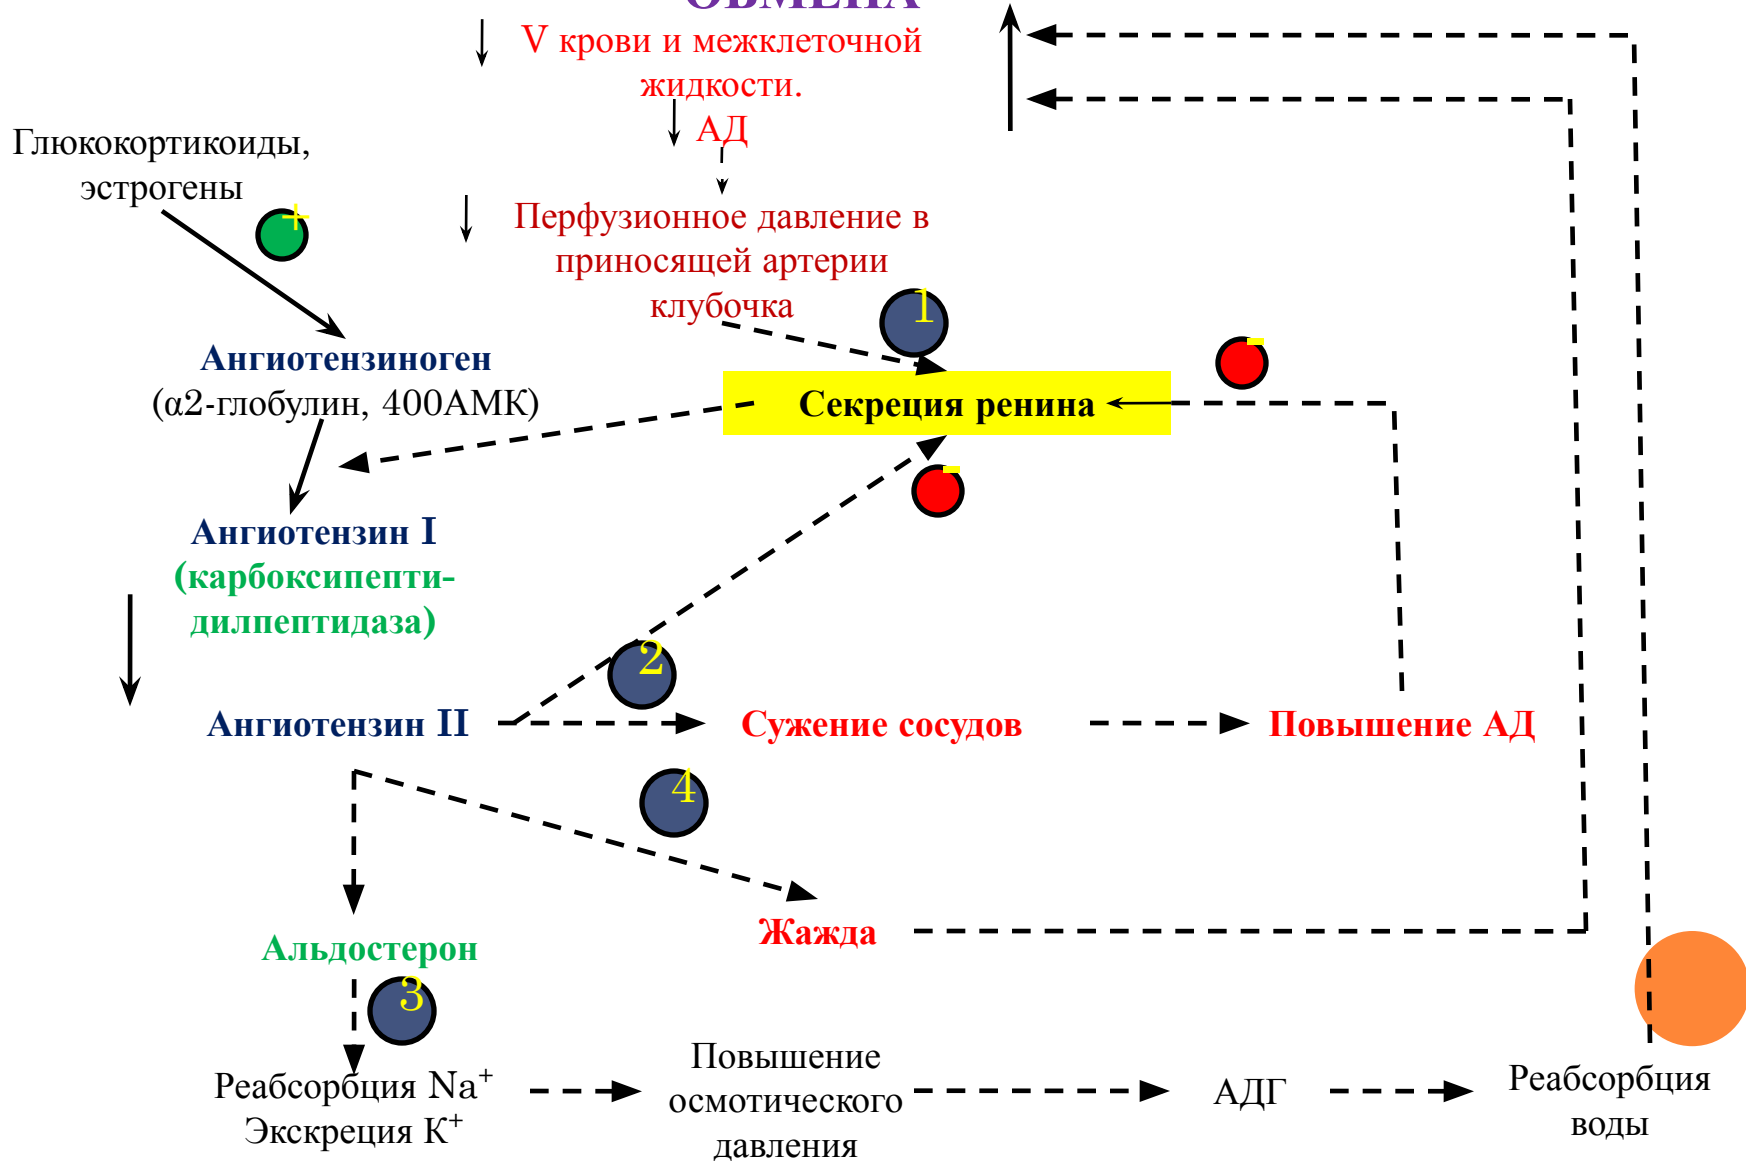 ОБМЕНА
V крови и межклеточной
жидкости.
АД
Глюкокортикоиды,
эстрогены
+
Перфузионное давление в
приносящей артерии
клубочка
1
-
Ангиотензиноген
(α2-глобулин, 400АМК)
Секреция ренина
-
Ангиотензин I
(карбоксипепти-
дилпептидаза)
2
Ангиотензин II
Сужение сосудов
Повышение АД
4
Альдостерон
Жажда
3
Реабсорбция Na⁺
Экскреция К⁺
Повышение
осмотического
давления
АДГ
Реабсорбция
воды